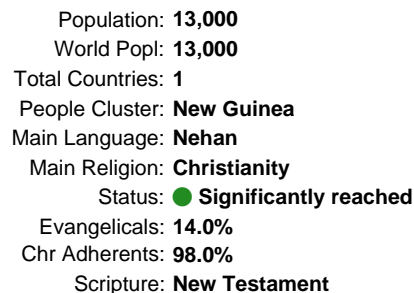 Population: 13,000
World Popl: 13,000
Total Countries: 1
People Cluster: New Guinea
Main Language: Nehan
Main Religion: Christianity
Status: Significantly reached
Evangelicals: 14.0%
Chr Adherents: 98.0%
Scripture: New Testament